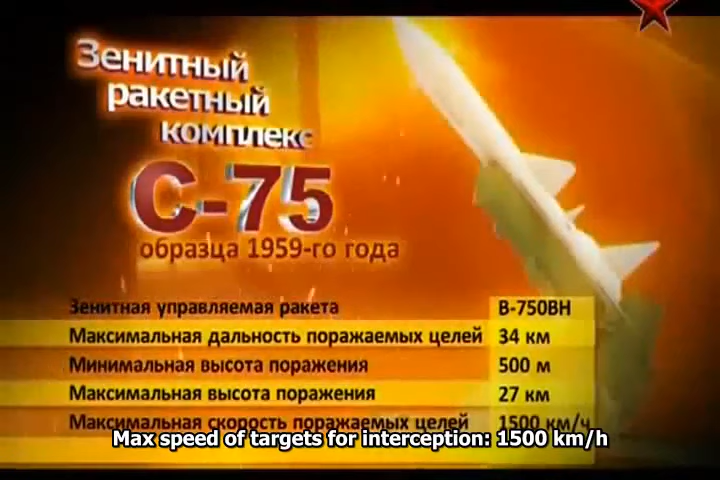 Зенитный
ракетный
комплекс
С-75
образца 1959-го года
Зенитная управляемая ракета В-750ВН
Максимальная дальность поражаемых целей 34 км
Минимальная высота поражения 500 м
Максимальная высота поражения 27 км
Максимальная скорость поражаемых целей 1500 км/ч
Max speed of targets for interception: 1500 km/h